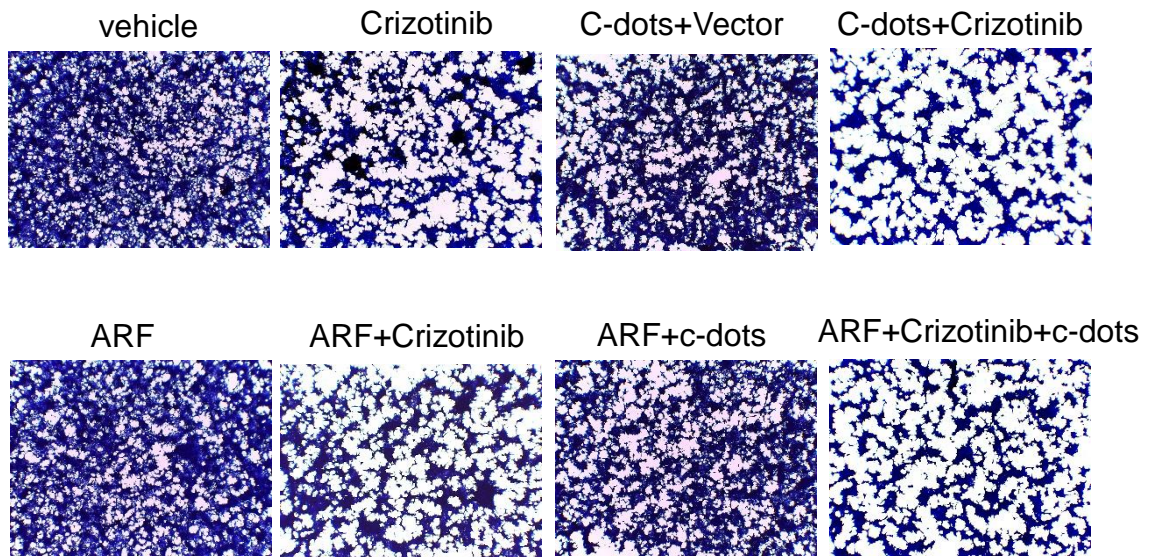 vehicle
Crizotinib
C-dots+Vector
C-dots+Crizotinib
ARF
ARF+Crizotinib
ARF+c-dots
ARF+Crizotinib+c-dots